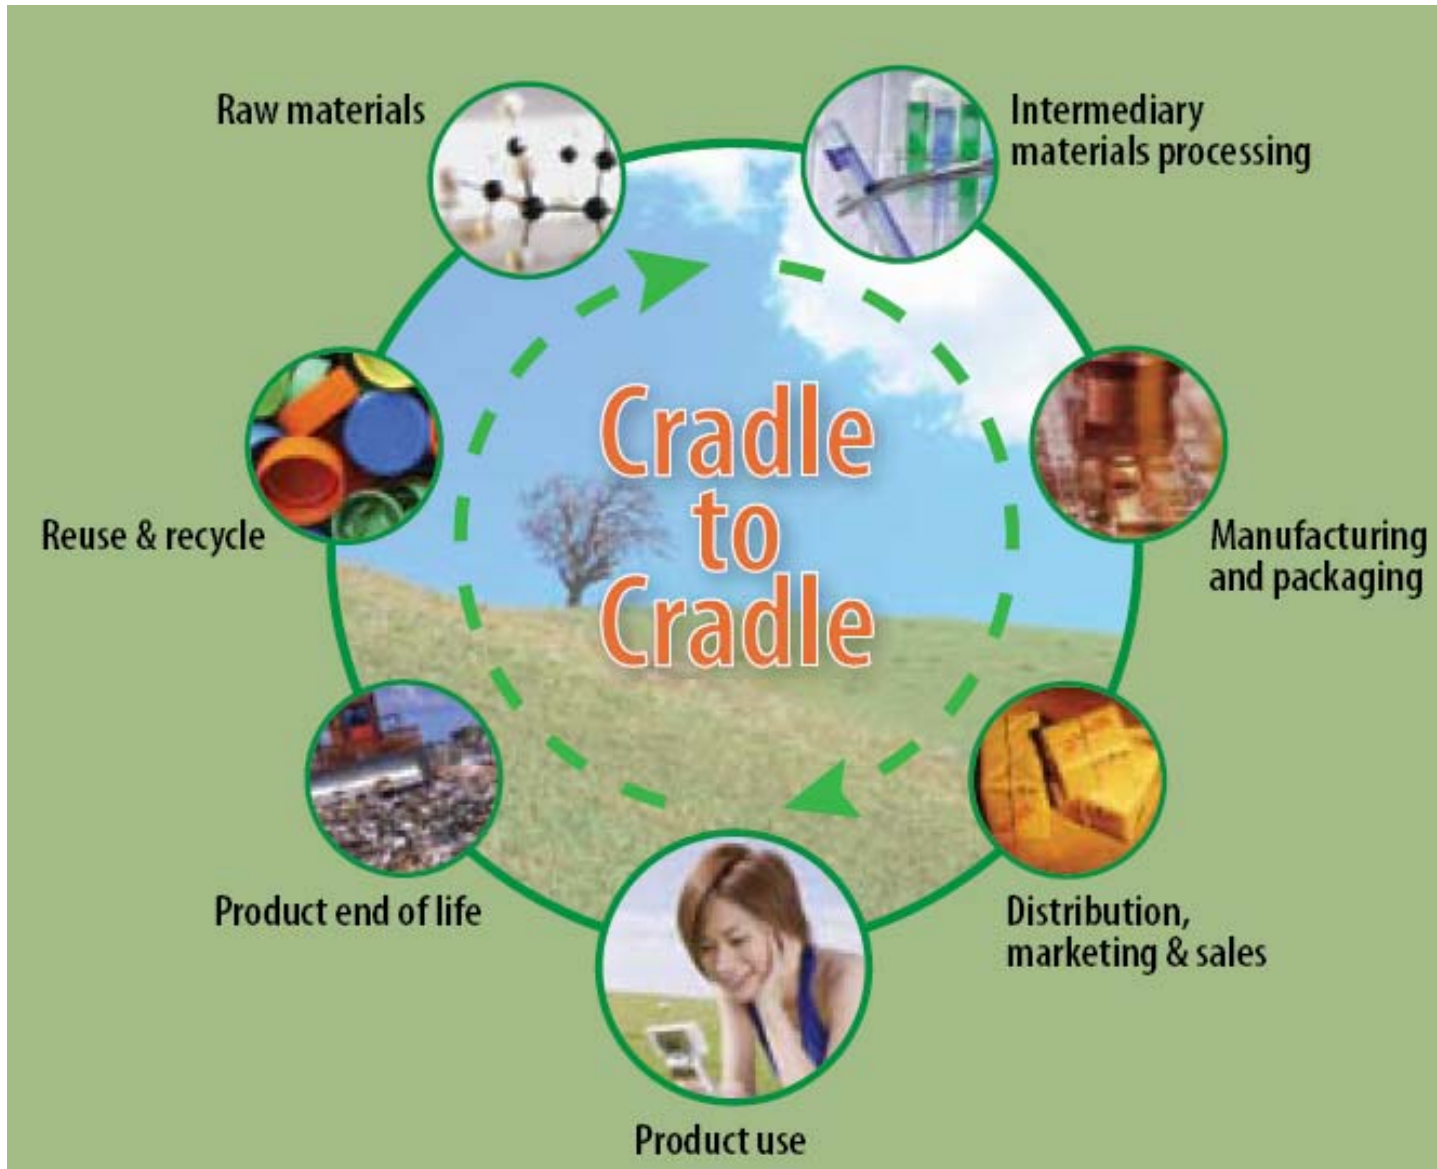 Raw materials
Intermediary
materials processing
Cradle
to
Cradle
Reuse & recycle
Manufacturing
and packaging
Product end of life
Distribution,
marketing & sales
Product use